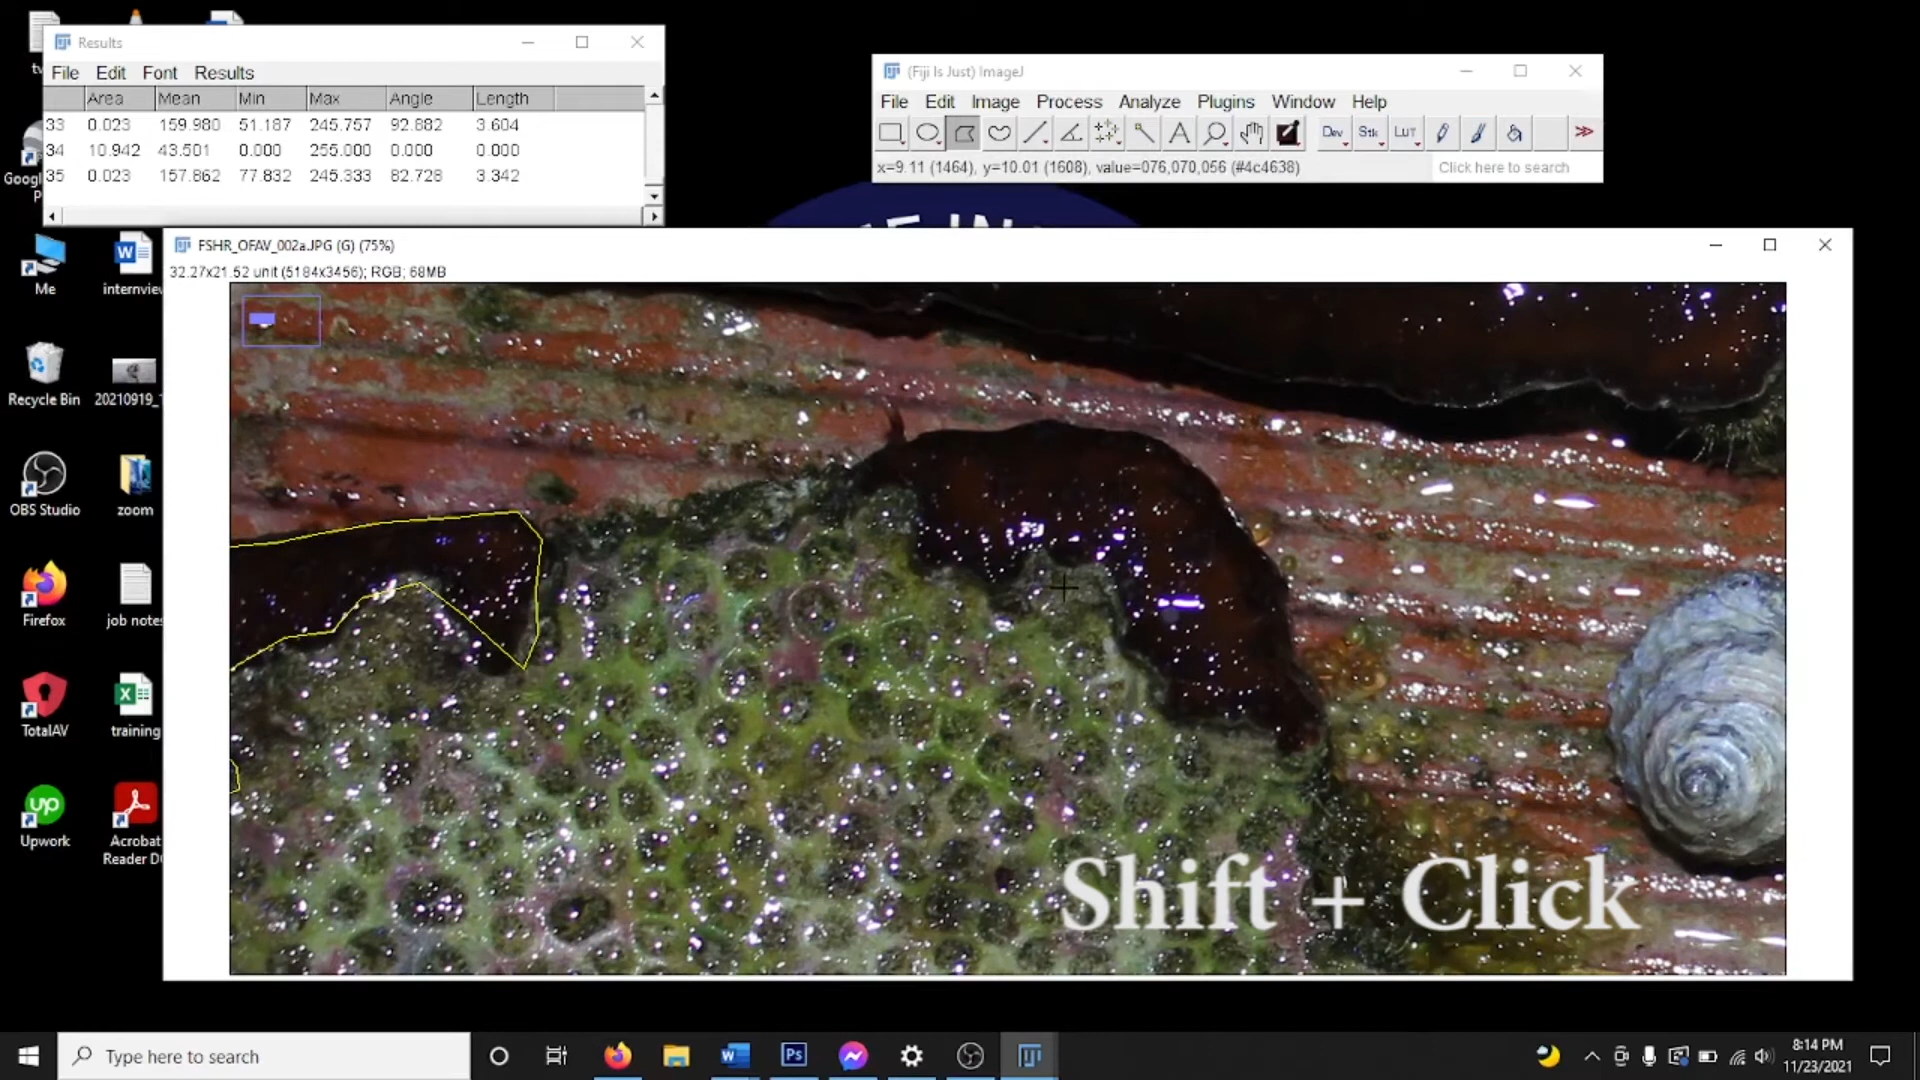 Results
File Edit Font Results
Area Mean Min Max Angle Length
33 0.023 159.980 51.187 245.757 92.882 3.604
34 10.942 43.501 0.000 255.000 0.000 0.000
35 0.023 157.862 77.832 245.333 82.728 3.342
(Fiji Is Just) ImageJ
File Edit Image Process Analyze Plugins Window Help
Dev Stk LUT
x=9.11 (1464), y=10.01 (1608), value=076,070,056 (#4c4638)
Click here to search
FSHR_OFAV_002a.JPG (G) (75%)
32.27x21.52 unit (5184x3456); RGB; 68MB
Me
internview
Recycle Bin
20210919_
OBS Studio
zoom
Firefox
job notes
TotalAV
training
Upwork
Acrobat
Reader D
Shift + Click
Type here to search
8:14 PM
11/23/2021